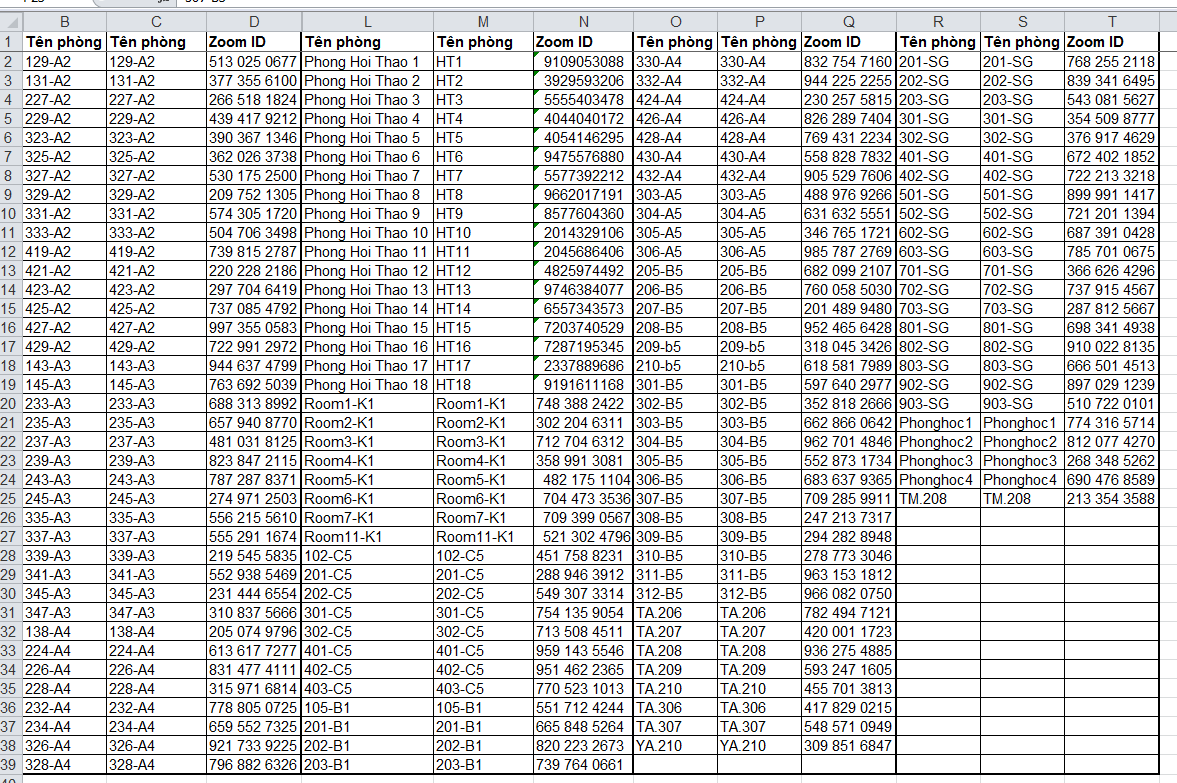 B C D L M N O P Q R S T
1 Tên phòng Tên phòng Zoom ID Tên phòng Tên phòng Zoom ID Tên phòng Tên phòng Zoom ID Tên phòng Tên phòng Zoom ID
2 129-A2 129-A2 513 025 0677 Phong Hoi Thao 1 HT1 9109053088 330-A4 330-A4 832 754 7160 201-SG 201-SG 768 255 2118
3 131-A2 131-A2 377 355 6100 Phong Hoi Thao 2 HT2 3929593206 332-A4 332-A4 944 225 2255 202-SG 202-SG 839 341 6495
4 227-A2 227-A2 266 518 1824 Phong Hoi Thao 3 HT3 5555403478 424-A4 424-A4 230 257 5815 203-SG 203-SG 543 081 5627
5 229-A2 229-A2 439 417 9212 Phong Hoi Thao 4 HT4 4044040172 426-A4 426-A4 826 289 7404 301-SG 301-SG 354 509 8777
6 323-A2 323-A2 390 367 1346 Phong Hoi Thao 5 HT5 4054146295 428-A4 428-A4 769 431 2234 302-SG 302-SG 376 917 4629
7 325-A2 325-A2 362 026 3738 Phong Hoi Thao 6 HT6 9475576880 430-A4 430-A4 558 828 7832 401-SG 401-SG 672 402 1852
8 327-A2 327-A2 530 175 2500 Phong Hoi Thao 7 HT7 5577392212 432-A4 432-A4 905 529 7606 402-SG 402-SG 722 213 3218
9 329-A2 329-A2 209 752 1305 Phong Hoi Thao 8 HT8 9662017191 303-A5 303-A5 488 976 9266 501-SG 501-SG 899 991 1417
10 331-A2 331-A2 574 305 1720 Phong Hoi Thao 9 HT9 8577604360 304-A5 304-A5 631 632 5551 502-SG 502-SG 721 201 1394
11 333-A2 333-A2 504 706 3498 Phong Hoi Thao 10 HT10 2014329106 305-A5 305-A5 346 765 1721 602-SG 602-SG 687 391 0428
12 419-A2 419-A2 739 815 2787 Phong Hoi Thao 11 HT11 2045686406 306-A5 306-A5 985 787 2769 603-SG 603-SG 785 701 0675
13 421-A2 421-A2 220 228 2186 Phong Hoi Thao 12 HT12 4825974492 205-B5 205-B5 682 099 2107 701-SG 701-SG 366 626 4296
14 423-A2 423-A2 297 704 6419 Phong Hoi Thao 13 HT13 9746384077 206-B5 206-B5 760 058 5030 702-SG 702-SG 737 915 4567
15 425-A2 425-A2 737 085 4792 Phong Hoi Thao 14 HT14 6557343573 207-B5 207-B5 201 489 9480 703-SG 703-SG 287 812 5667
16 427-A2 427-A2 997 355 0583 Phong Hoi Thao 15 HT15 7203740529 208-B5 208-B5 952 465 6428 801-SG 801-SG 698 341 4938
17 429-A2 429-A2 722 991 2972 Phong Hoi Thao 16 HT16 7287195345 209-b5 209-b5 318 045 3426 802-SG 802-SG 910 022 8135
18 143-A3 143-A3 944 637 4799 Phong Hoi Thao 17 HT17 2337889686 210-b5 210-b5 618 581 7989 803-SG 803-SG 666 501 4513
19 145-A3 145-A3 763 692 5039 Phong Hoi Thao 18 HT18 9191611168 301-B5 301-B5 597 640 2977 902-SG 902-SG 897 029 1239
20 233-A3 233-A3 688 313 8992 Room1-K1 Room1-K1 748 388 2422 302-B5 302-B5 352 818 2666 903-SG 903-SG 510 722 0101
21 235-A3 235-A3 657 940 8770 Room2-K1 Room2-K1 302 204 6311 303-B5 303-B5 662 866 0642 Phonghoc1 Phonghoc1 774 316 5714
22 237-A3 237-A3 481 031 8125 Room3-K1 Room3-K1 712 704 6312 304-B5 304-B5 962 701 4846 Phonghoc2 Phonghoc2 812 077 4270
23 239-A3 239-A3 823 847 2115 Room4-K1 Room4-K1 358 991 3081 305-B5 305-B5 552 873 1734 Phonghoc3 Phonghoc3 268 348 5262
24 243-A3 243-A3 787 287 8371 Room5-K1 Room5-K1 482 175 1104 306-B5 306-B5 683 637 9365 Phonghoc4 Phonghoc4 690 476 8589
25 245-A3 245-A3 274 971 2503 Room6-K1 Room6-K1 704 473 3536 307-B5 307-B5 709 285 9911 TM.208 TM.208 213 354 3588
26 335-A3 335-A3 556 215 5610 Room7-K1 Room7-K1 709 399 0567 308-B5 308-B5 247 213 7317
27 337-A3 337-A3 555 291 1674 Room11-K1 Room11-K1 521 302 4796 309-B5 309-B5 294 282 8948
28 339-A3 339-A3 219 545 5835 102-C5 102-C5 451 758 8231 310-B5 310-B5 278 773 3046
29 341-A3 341-A3 552 938 5469 201-C5 201-C5 288 946 3912 311-B5 311-B5 963 153 1812
30 345-A3 345-A3 231 444 6554 202-C5 202-C5 549 307 3314 312-B5 312-B5 966 082 0750
31 347-A3 347-A3 310 837 5666 301-C5 301-C5 754 135 9054 TA.206 TA.206 782 494 7121
32 138-A4 138-A4 205 074 9796 302-C5 302-C5 713 508 4511 TA.207 TA.207 420 001 1723
33 224-A4 224-A4 613 617 7277 401-C5 401-C5 959 143 5546 TA.208 TA.208 936 275 4885
34 226-A4 226-A4 831 477 4111 402-C5 402-C5 951 462 2365 TA.209 TA.209 593 247 1605
35 228-A4 228-A4 315 971 6814 403-C5 403-C5 770 523 1013 TA.210 TA.210 455 701 3813
36 232-A4 232-A4 778 805 0725 105-B1 105-B1 551 712 4244 TA.306 TA.306 417 829 0215
37 234-A4 234-A4 659 552 7325 201-B1 201-B1 665 848 5264 TA.307 TA.307 548 571 0949
38 326-A4 326-A4 921 733 9225 202-B1 202-B1 820 223 2673 YA.210 YA.210 309 851 6847
39 328-A4 328-A4 796 882 6326 203-B1 203-B1 739 764 0661